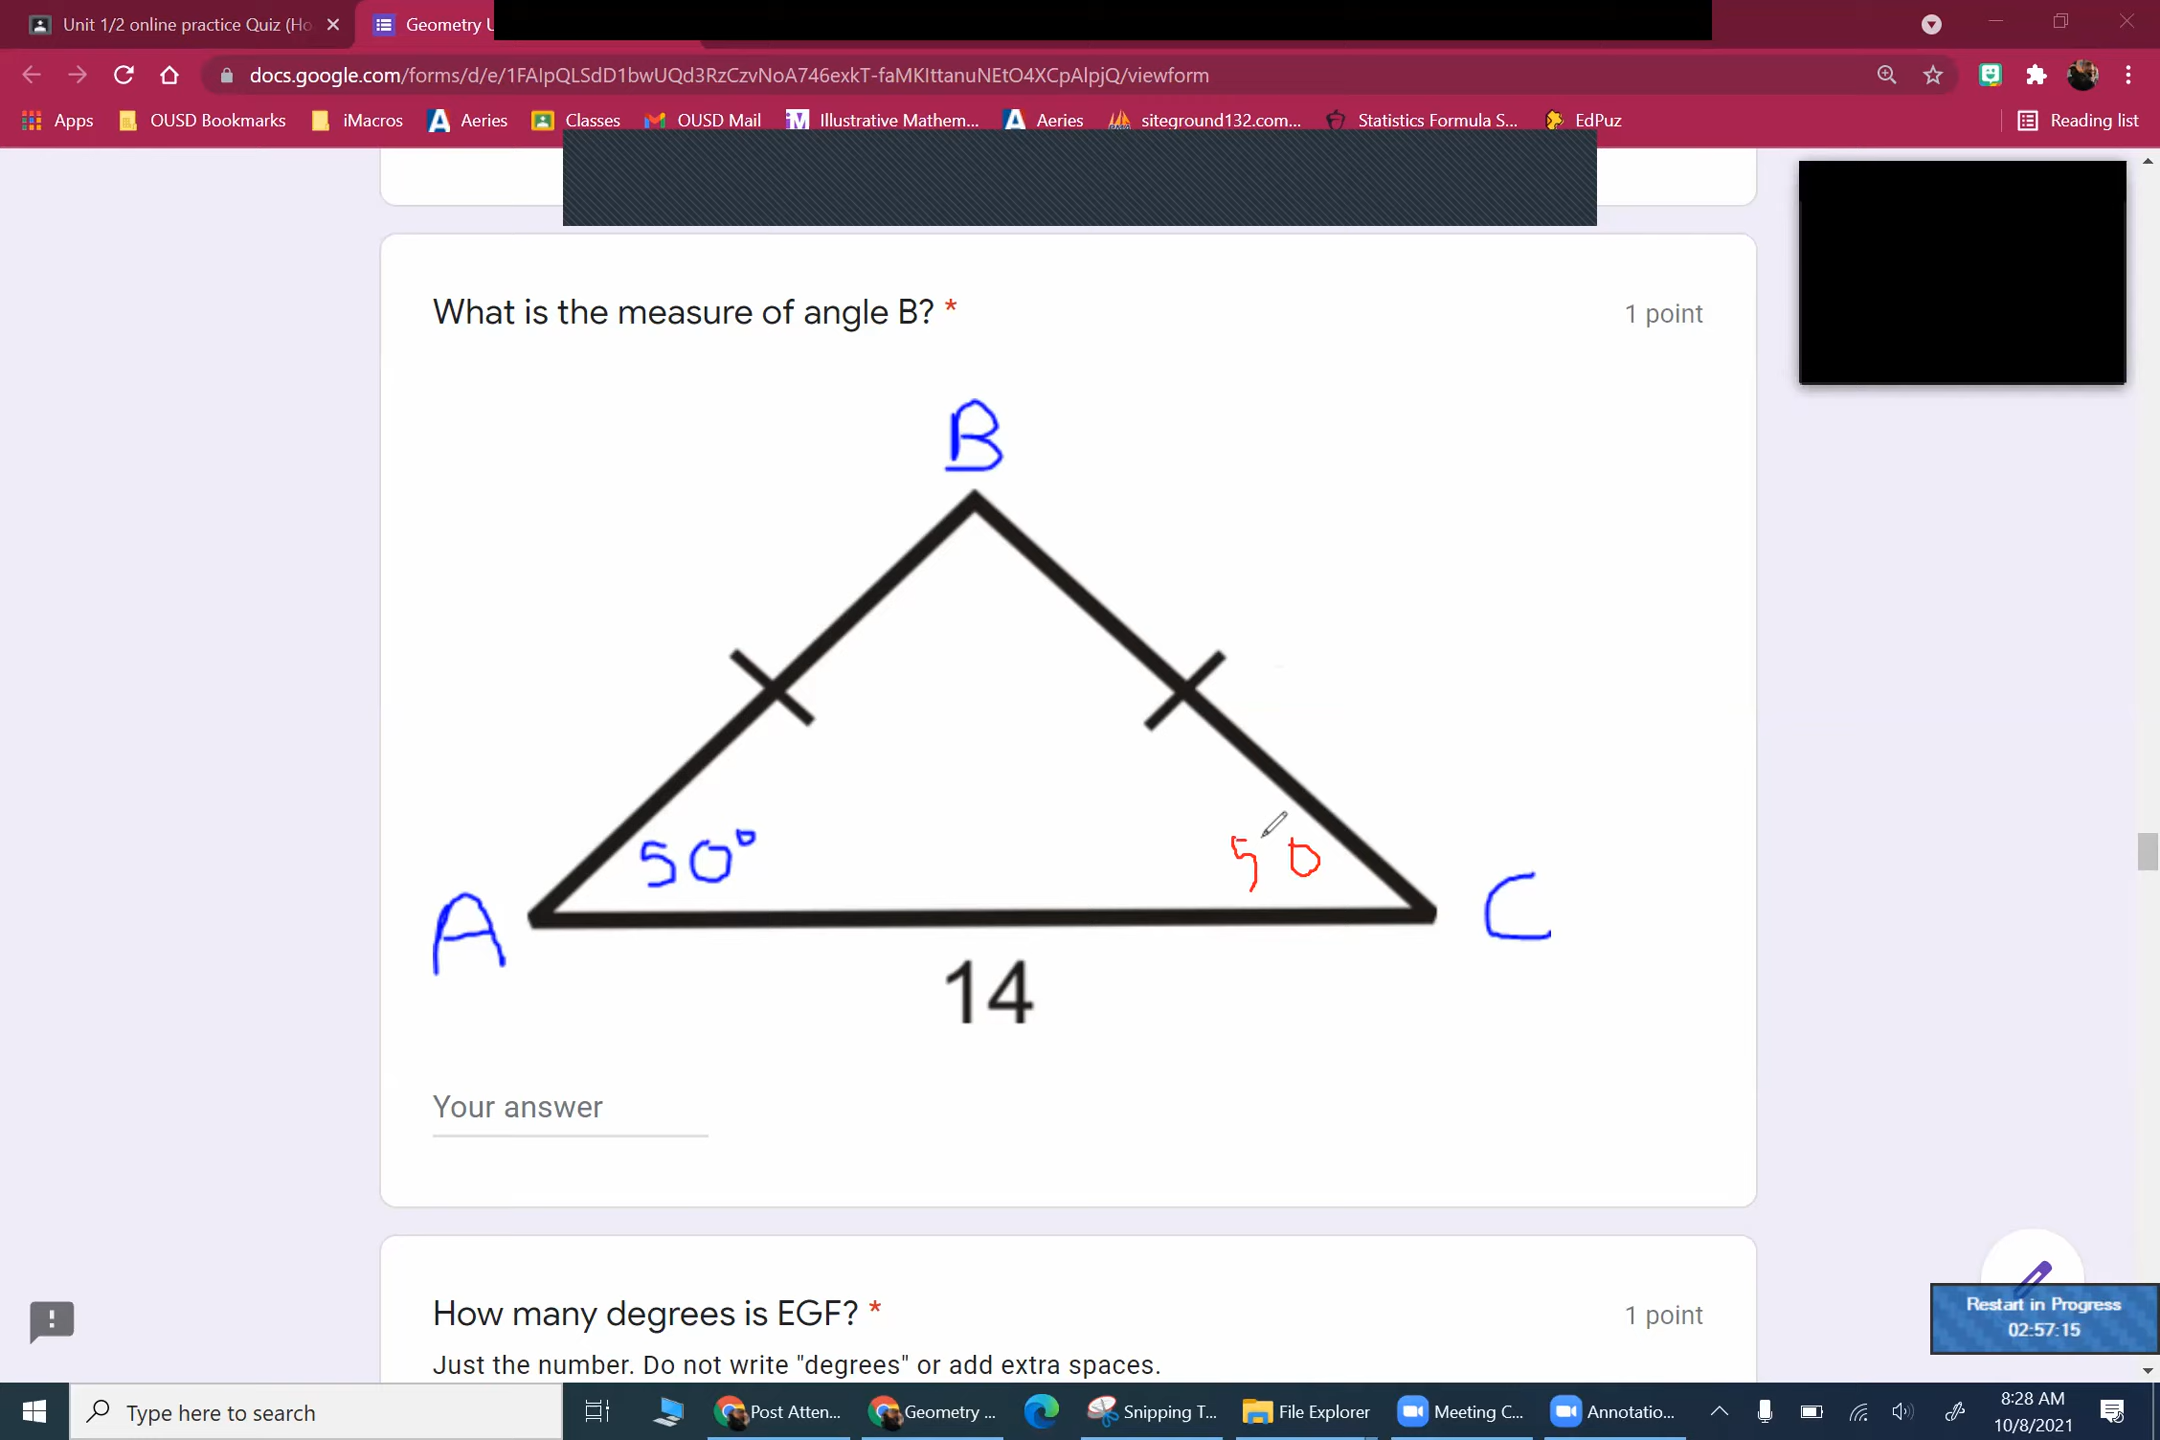 Unit 1/2 online practice Quiz (Ho
Geometry U
docs.google.com/forms/d/e/1FAIpQLSdD1bwUQd3RzCzvNoA746exkT-faMKIttanuNEtO4XCpAlpjQ/viewform
Apps OUSD Bookmarks iMacros Aeries Classes OUSD Mail Illustrative Mathem... Aeries siteground132.com... Statistics Formula S... EdPuz Reading list
What is the measure of angle B? *
1 point
B
50°
50
A
C
14
Your answer
How many degrees is EGF? *
1 point
Just the number. Do not write "degrees" or add extra spaces.
Restart in Progress
02:57:15
Type here to search
Post Atten...
Geometry ...
Snipping T...
File Explorer
Meeting C...
Annotatio...
8:28 AM
10/8/2021